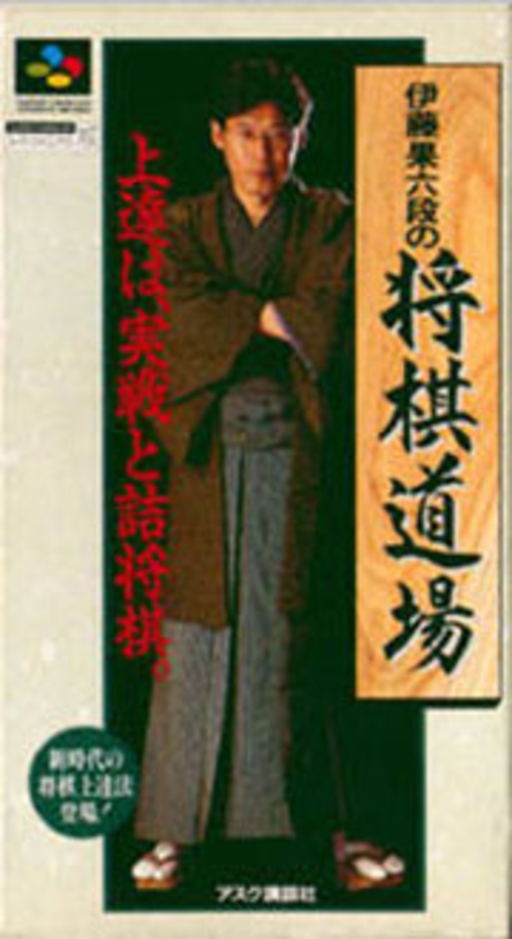 伊藤果六段の
将棋道場
上達は、実戦と詰将棋。
新時代の
将棋上達法
登場!
アスク講談社